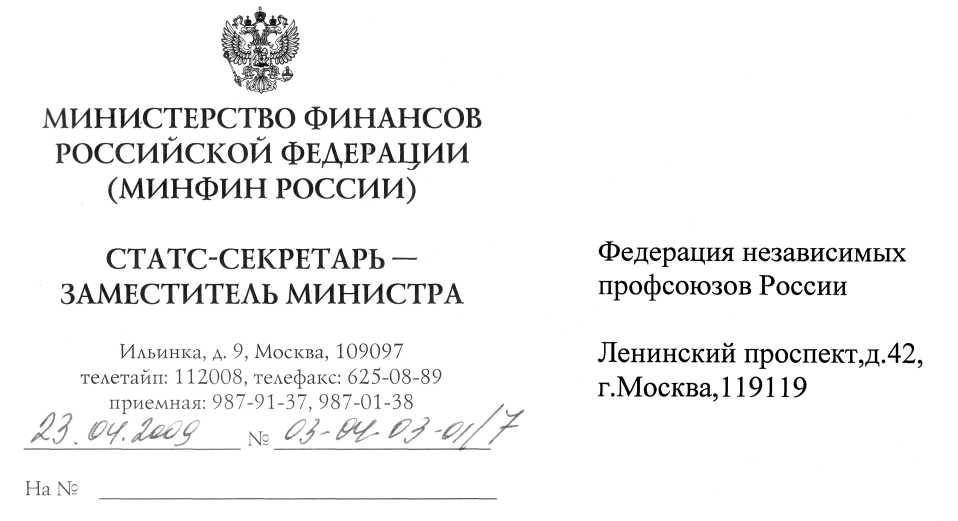 МИНИСТЕРСТВО ФИНАНСОВ
РОССИЙСКОЙ ФЕДЕРАЦИИ
(МИНФИН РОССИИ)
СТАТС-СЕКРЕТАРЬ —
ЗАМЕСТИТЕЛЬ МИНИСТРА
Ильинка, д. 9, Москва, 109097
телетайп: 112008, телефакс: 625-08-89
приемная: 987-91-37, 987-01-38
23.04.2009 № 03-04-03-01/7
На №
Федерация независимых
профсоюзов России
Ленинский проспект,д.42,
г.Москва,119119